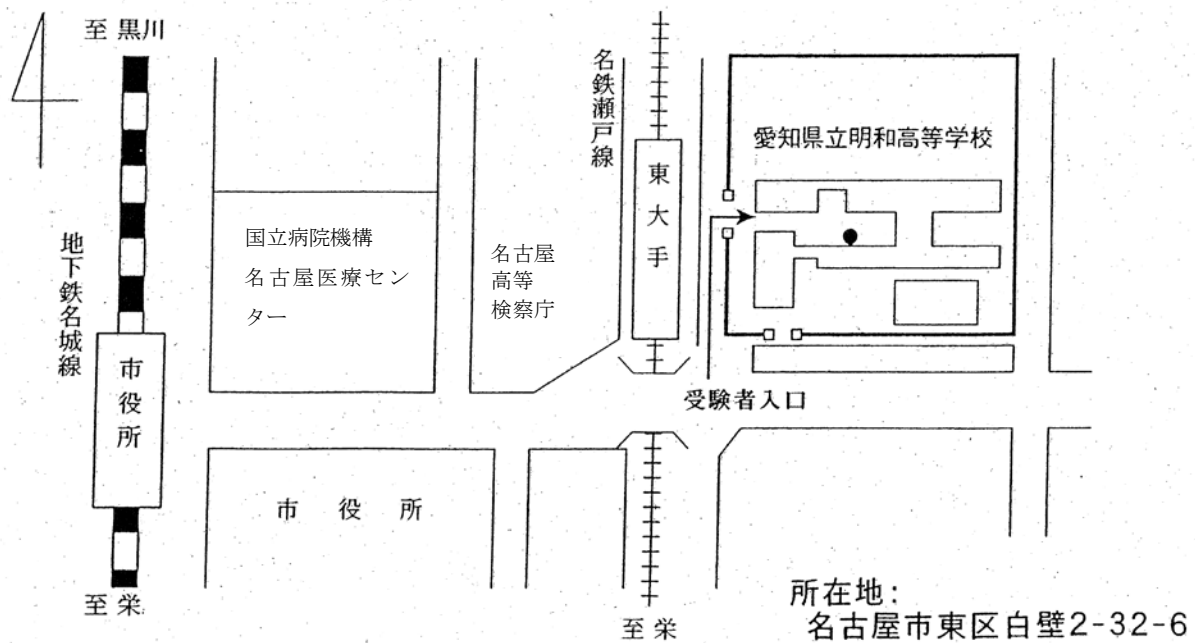 至 黒川
地下鉄名城線
市役所
至 栄
国立病院機構
名古屋医療セン
ター
名古屋
高等
検察庁
市 役 所
名鉄瀬戸線
東大手
至 栄
愛知県立明和高等学校
受験者入口
所在地:
名古屋市東区白壁2-32-6